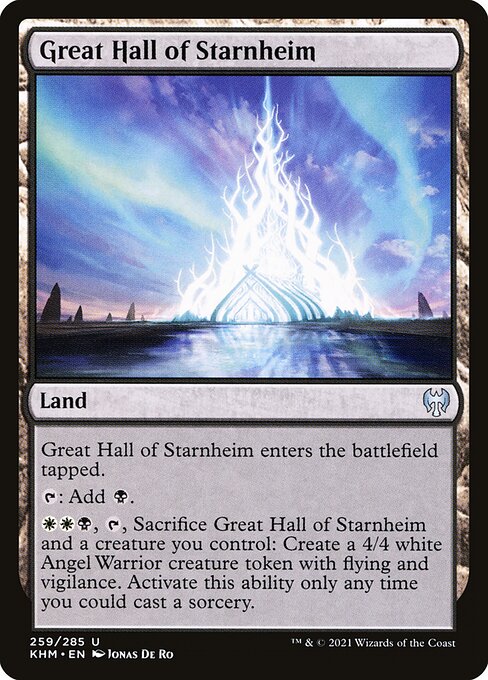 Great Hall of Starnheim
Land
Great Hall of Starnheim enters the battlefield
tapped.
: Add .
, , Sacrifice Great Hall of Starnheim
and a creature you control: Create a 4/4 white
Angel Warrior creature token with flying and
vigilance. Activate this ability only any time
you could cast a sorcery.
259/285 U
KHM • EN Jonas De Ro
™ & © 2021 Wizards of the Coast